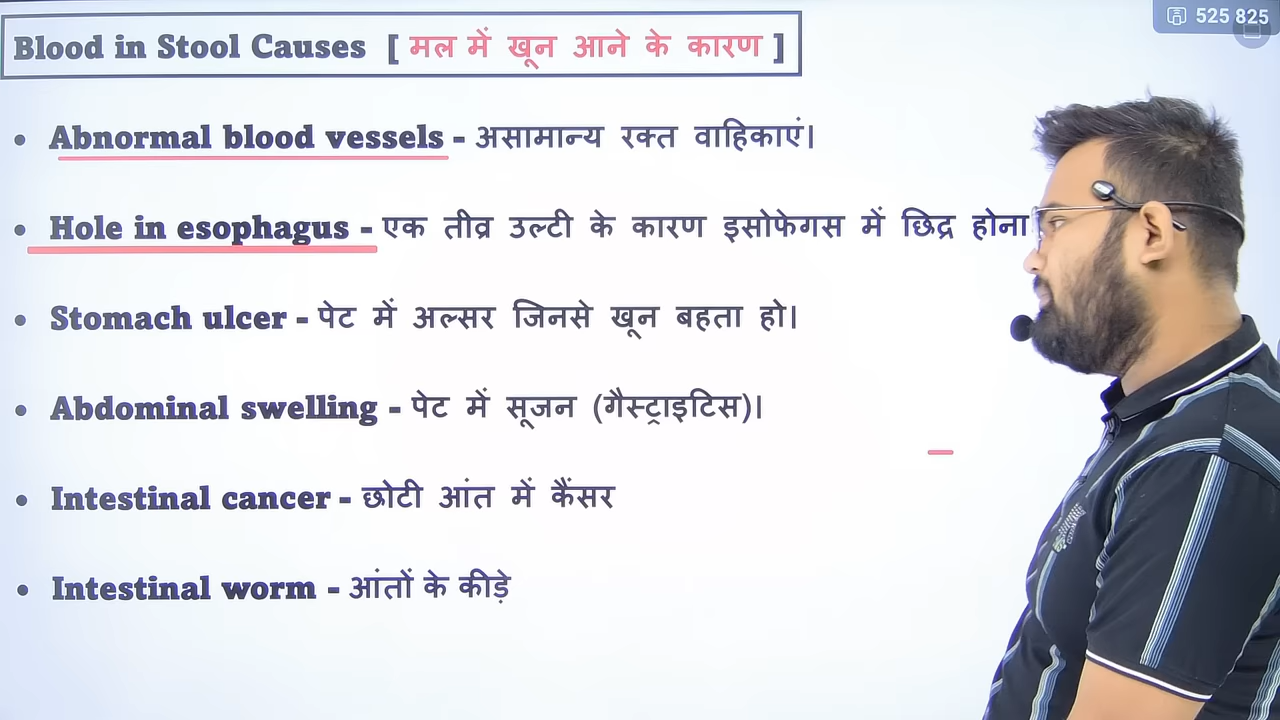 525 825
Blood in Stool Causes [ मल में खून आने के कारण ]
• Abnormal blood vessels - असामान्य रक्त वाहिकाएं।
• Hole in esophagus - एक तीव्र उल्टी के कारण इसोफेगस में छिद्र होना
• Stomach ulcer - पेट में अल्सर जिनसे खून बहता हो।
• Abdominal swelling - पेट में सूजन (गैस्ट्राइटिस)।
• Intestinal cancer - छोटी आंत में कैंसर
• Intestinal worm - आंतों के कीड़े